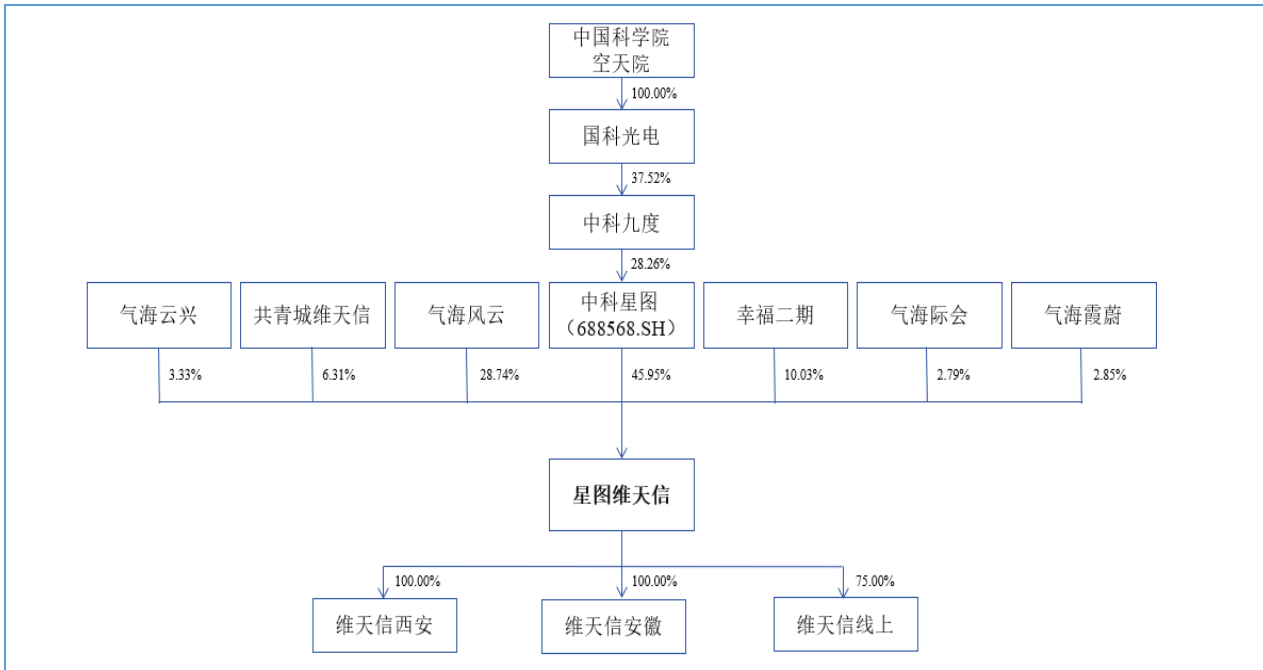 中国科学院
空天院
100.00%
国科光电
37.52%
中科九度
28.26%
气海云兴
共青城维天信
气海风云
中科星图
（688568.SH）
幸福二期
气海际会
气海霞蔚
3.33%
6.31%
28.74%
45.95%
10.03%
2.79%
2.85%
星图维天信
100.00%
100.00%
75.00%
维天信西安
维天信安徽
维天信线上